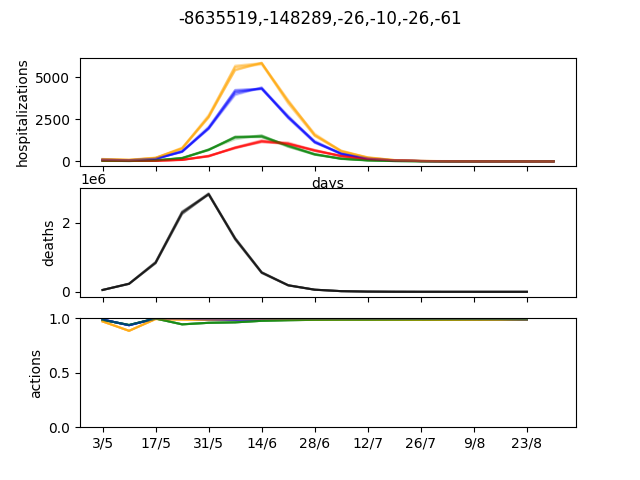 -8635519,-148289,-26,-10,-26,-61
hospitalizations
5000
2500
0
days
1e6
deaths
2
0
actions
1.0
0.5
0.0
3/5 17/5 31/5 14/6 28/6 12/7 26/7 9/8 23/8